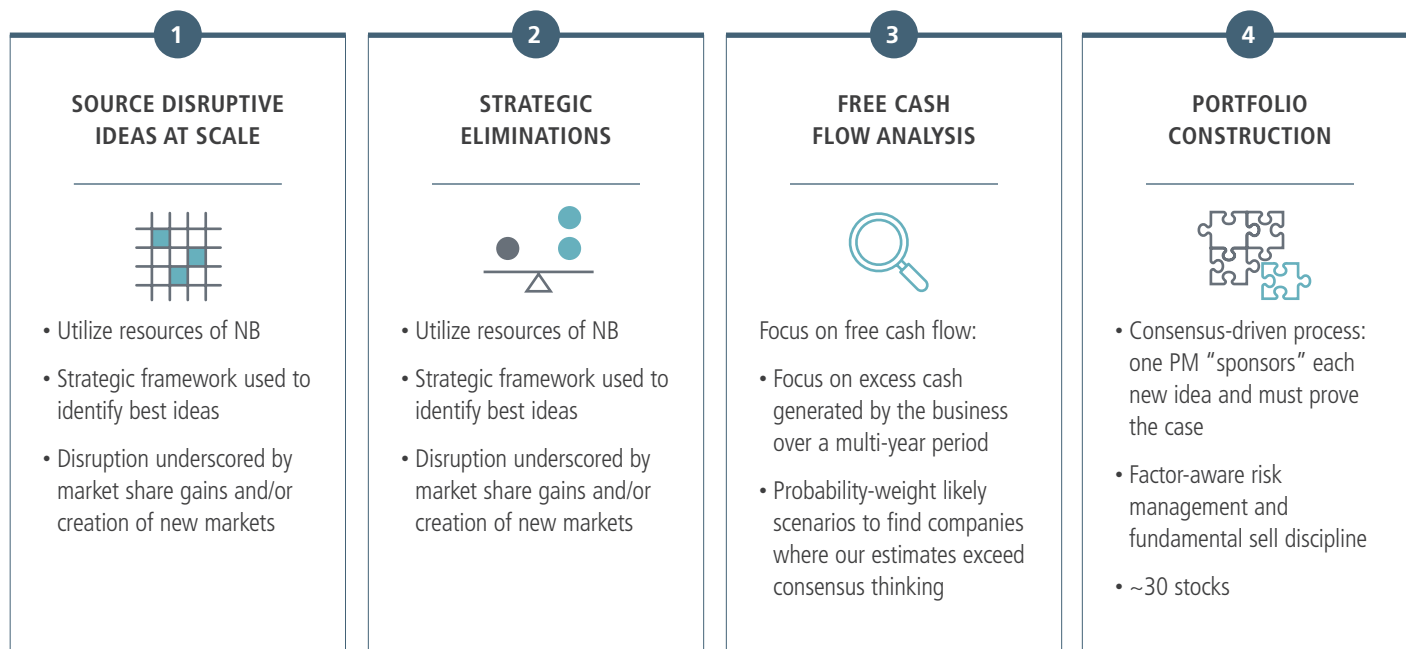 1
SOURCE DISRUPTIVE
IDEAS AT SCALE
• Utilize resources of NB
• Strategic framework used to
identify best ideas
• Disruption underscored by
market share gains and/or
creation of new markets
2
STRATEGIC
ELIMINATIONS
• Utilize resources of NB
• Strategic framework used to
identify best ideas
• Disruption underscored by
market share gains and/or
creation of new markets
3
FREE CASH
FLOW ANALYSIS
Focus on free cash flow:
• Focus on excess cash
generated by the business
over a multi-year period
• Probability-weight likely
scenarios to find companies
where our estimates exceed
consensus thinking
4
PORTFOLIO
CONSTRUCTION
• Consensus-driven process:
one PM “sponsors” each
new idea and must prove
the case
• Factor-aware risk
management and
fundamental sell discipline
• ~30 stocks